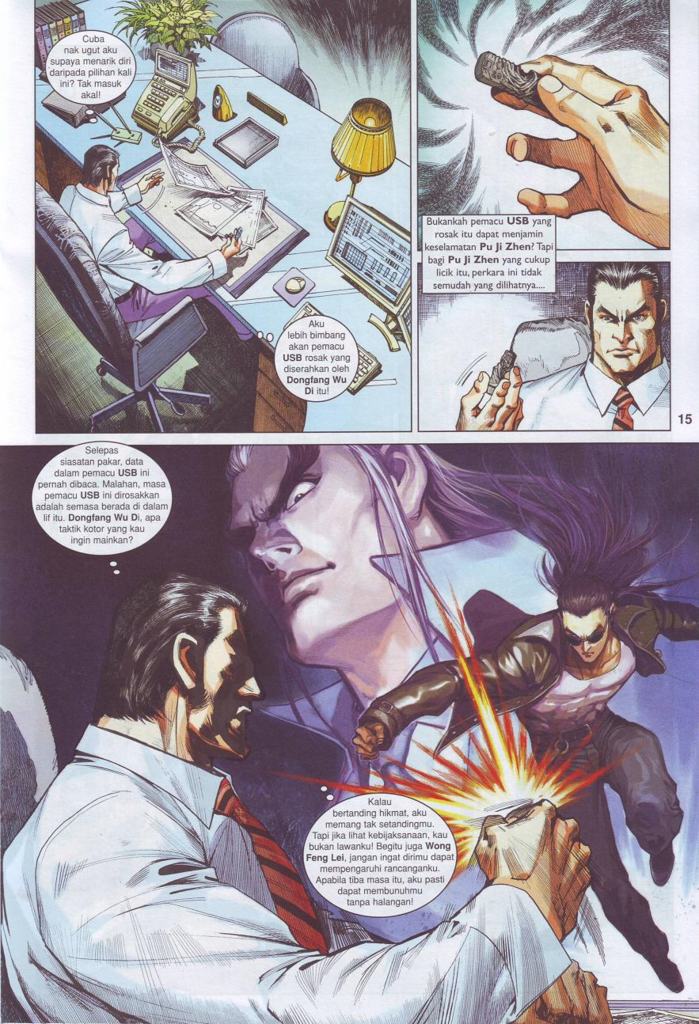 Cuba
nak ugut aku
supaya menarik diri
daripada pilihan kali
ini? Tak masuk
akal!
Bukankah pemacu USB yang
rosak itu dapat menjamin
keselamatan Pu Ji Zhen? Tapi
bagi Pu Ji Zhen yang cukup
licik itu, perkara ini tidak
semudah yang dilihatnya....
Aku
lebih bimbang
akan pemacu
USB rosak yang
diserahkan oleh
Dongfang Wu
Di itu!
15
Selepas
siasatan pakar, data
dalam pemacu USB ini
pernah dibaca. Malahan, masa
pemacu USB ini dirosakkan
adalah semasa berada di dalam
lif itu. Dongfang Wu Di, apa
taktik kotor yang kau
ingin mainkan?
Kalau
bertanding hikmat, aku
memang tak setandingmu.
Tapi jika lihat kebijaksanaan, kau
bukan lawanku! Begitu juga Wong
Feng Lei, jangan ingat dirimu dapat
mempengaruhi rancanganku.
Apabila tiba masa itu, aku pasti
dapat membunuhmu
tanpa halangan!